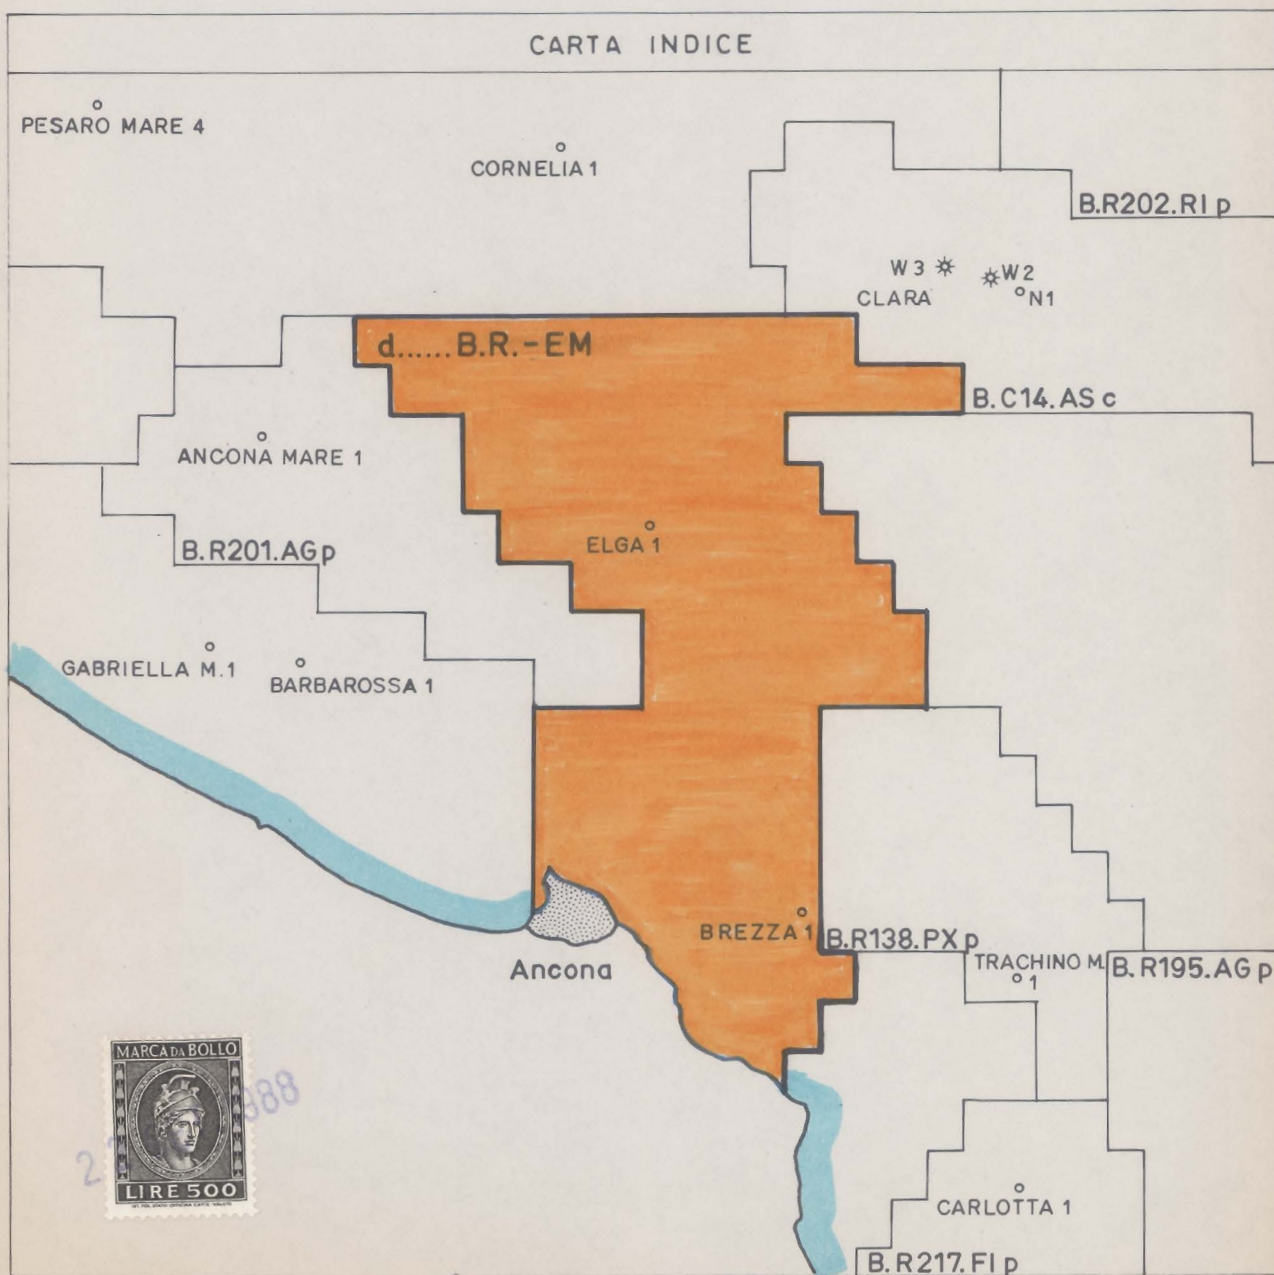 CARTA INDICE
PESARO MARE 4
CORNELIA 1
B.R202.RI p
W3 W2
CLARA N1
d...... B.R.-EM
B.C14.AS c
ANCONA MARE 1
ELGA 1
B.R201.AG p
GABRIELLA M.1
BARBAROSSA 1
BREZZA 1
B.R138.PX p
TRACHINO M.
1
B.R195.AG p
Ancona
MARCA DA BOLLO
LIRE 500
988
CARLOTTA 1
B.R217.FI p